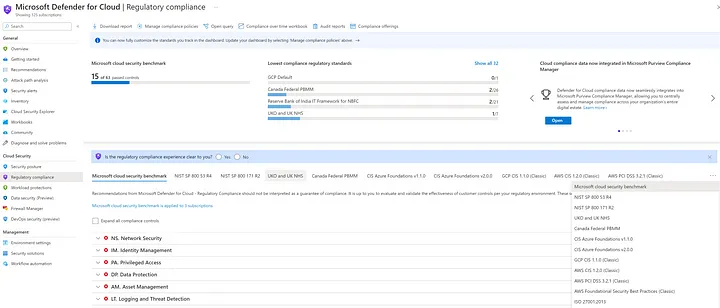 Microsoft Defender for Cloud | Regulatory compliance ...
Showing 325 subscriptions
Search
Download report
Manage compliance policies
Open query
Compliance over time workbook
Audit reports
Compliance offerings
You can now fully customize the standards you track in the dashboard. Update your dashboard by selecting 'Manage compliance policies' above. →
General
Overview
Getting started
Recommendations
Attack path analysis
Security alerts
Inventory
Cloud Security Explorer
Workbooks
Community
Diagnose and solve problems
Cloud Security
Security posture
Regulatory compliance
Workload protections
Data security (Preview)
Firewall Manager
DevOps security (preview)
Management
Environment settings
Security solutions
Workflow automation
Microsoft cloud security benchmark
15 of 63 passed controls
Lowest compliance regulatory standards
Show all 32
GCP Default 0/1
Canada Federal PBMM 2/26
Reserve Bank of India IT Framework for NBFC 2/21
UKO and UK NHS 1/7
Cloud compliance data now integrated in Microsoft Purview Compliance
Manager
Defender for Cloud compliance data now seamlessly integrates into
Microsoft Purview Compliance Manager, allowing you to centrally
assess and manage compliance across your organization's entire
digital estate. Learn more›
Open
Is the regulatory compliance experience clear to you? Yes No
Microsoft cloud security benchmark
NIST SP 800 53 R4
NIST SP 800 171 R2
UKO and UK NHS
Canada Federal PBMM
CIS Azure Foundations v1.1.0
CIS Azure Foundations v2.0.0
GCP CIS 1.1.0 (Classic)
AWS CIS 1.2.0 (Classic)
AWS PCI DSS 3.2.1 (Classic)
...
Recommendations from Microsoft Defender for Cloud - Regulatory Compliance should not be interpreted as a guarantee of compliance. It is up to you to evaluate and validate the effectiveness of customer controls per your regulatory environment. These
Microsoft cloud security benchmark is applied to 3 subscriptions
Expand all compliance controls
NS. Network Security
IM. Identity Management
PA. Privileged Access
DP. Data Protection
AM. Asset Management
LT. Logging and Threat Detection
Microsoft cloud security benchmark
NIST SP 800 53 R4
NIST SP 800 171 R2
UKO and UK NHS
Canada Federal PBMM
CIS Azure Foundations v1.1.0
CIS Azure Foundations v2.0.0
GCP CIS 1.1.0 (Classic)
AWS CIS 1.2.0 (Classic)
AWS PCI DSS 3.2.1 (Classic)
AWS Foundational Security Best Practices (Classic)
ISO 27001:2013